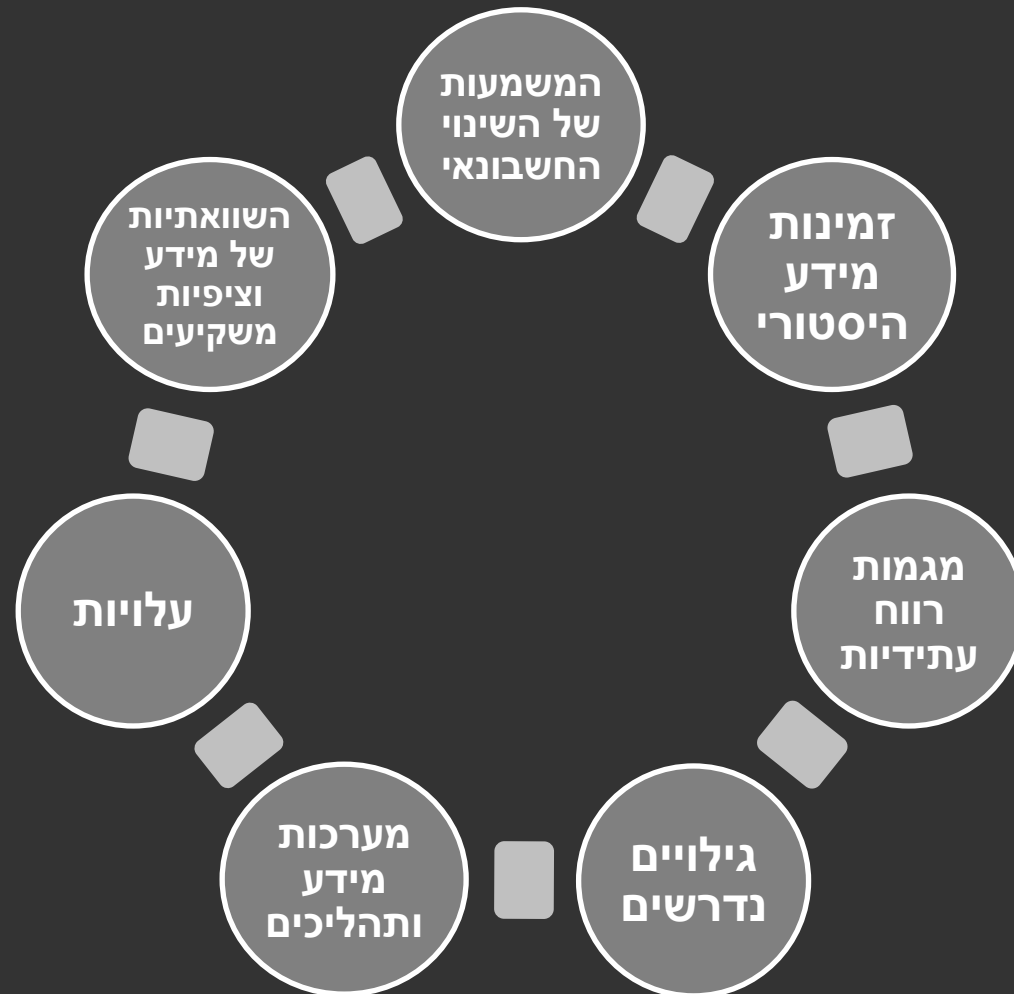 המשמעות
של השינוי
החשבונאי
זמינות
מידע
היסטורי
מגמות
רווח
עתידיות
גילויים
נדרשים
מערכות
מידע
ותהליכים
עלויות
השוואתיות
של מידע
וציפיות
משקיעים